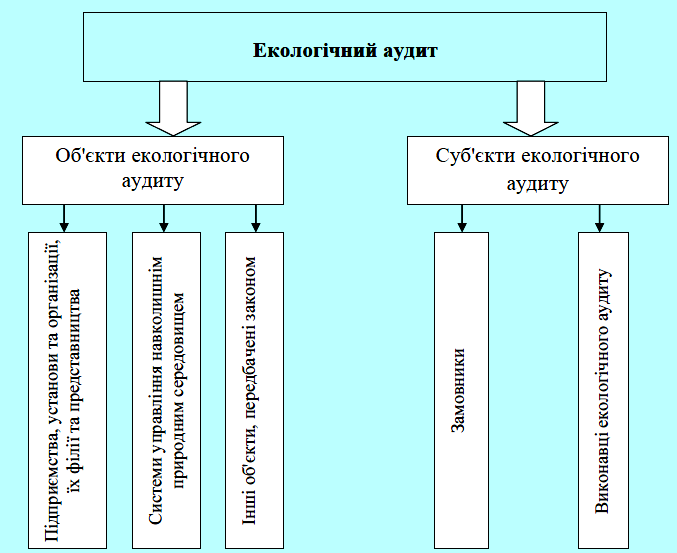 Екологічний аудит
Об'єкти екологічного
аудиту
Суб'єкти екологічного
аудиту
Підприємства, установи та організації,
їх філії та представництва
Системи управління навколишнім
природним середовищем
Інші об'єкти, передбачені законом
Замовники
Виконавці екологічного аудиту